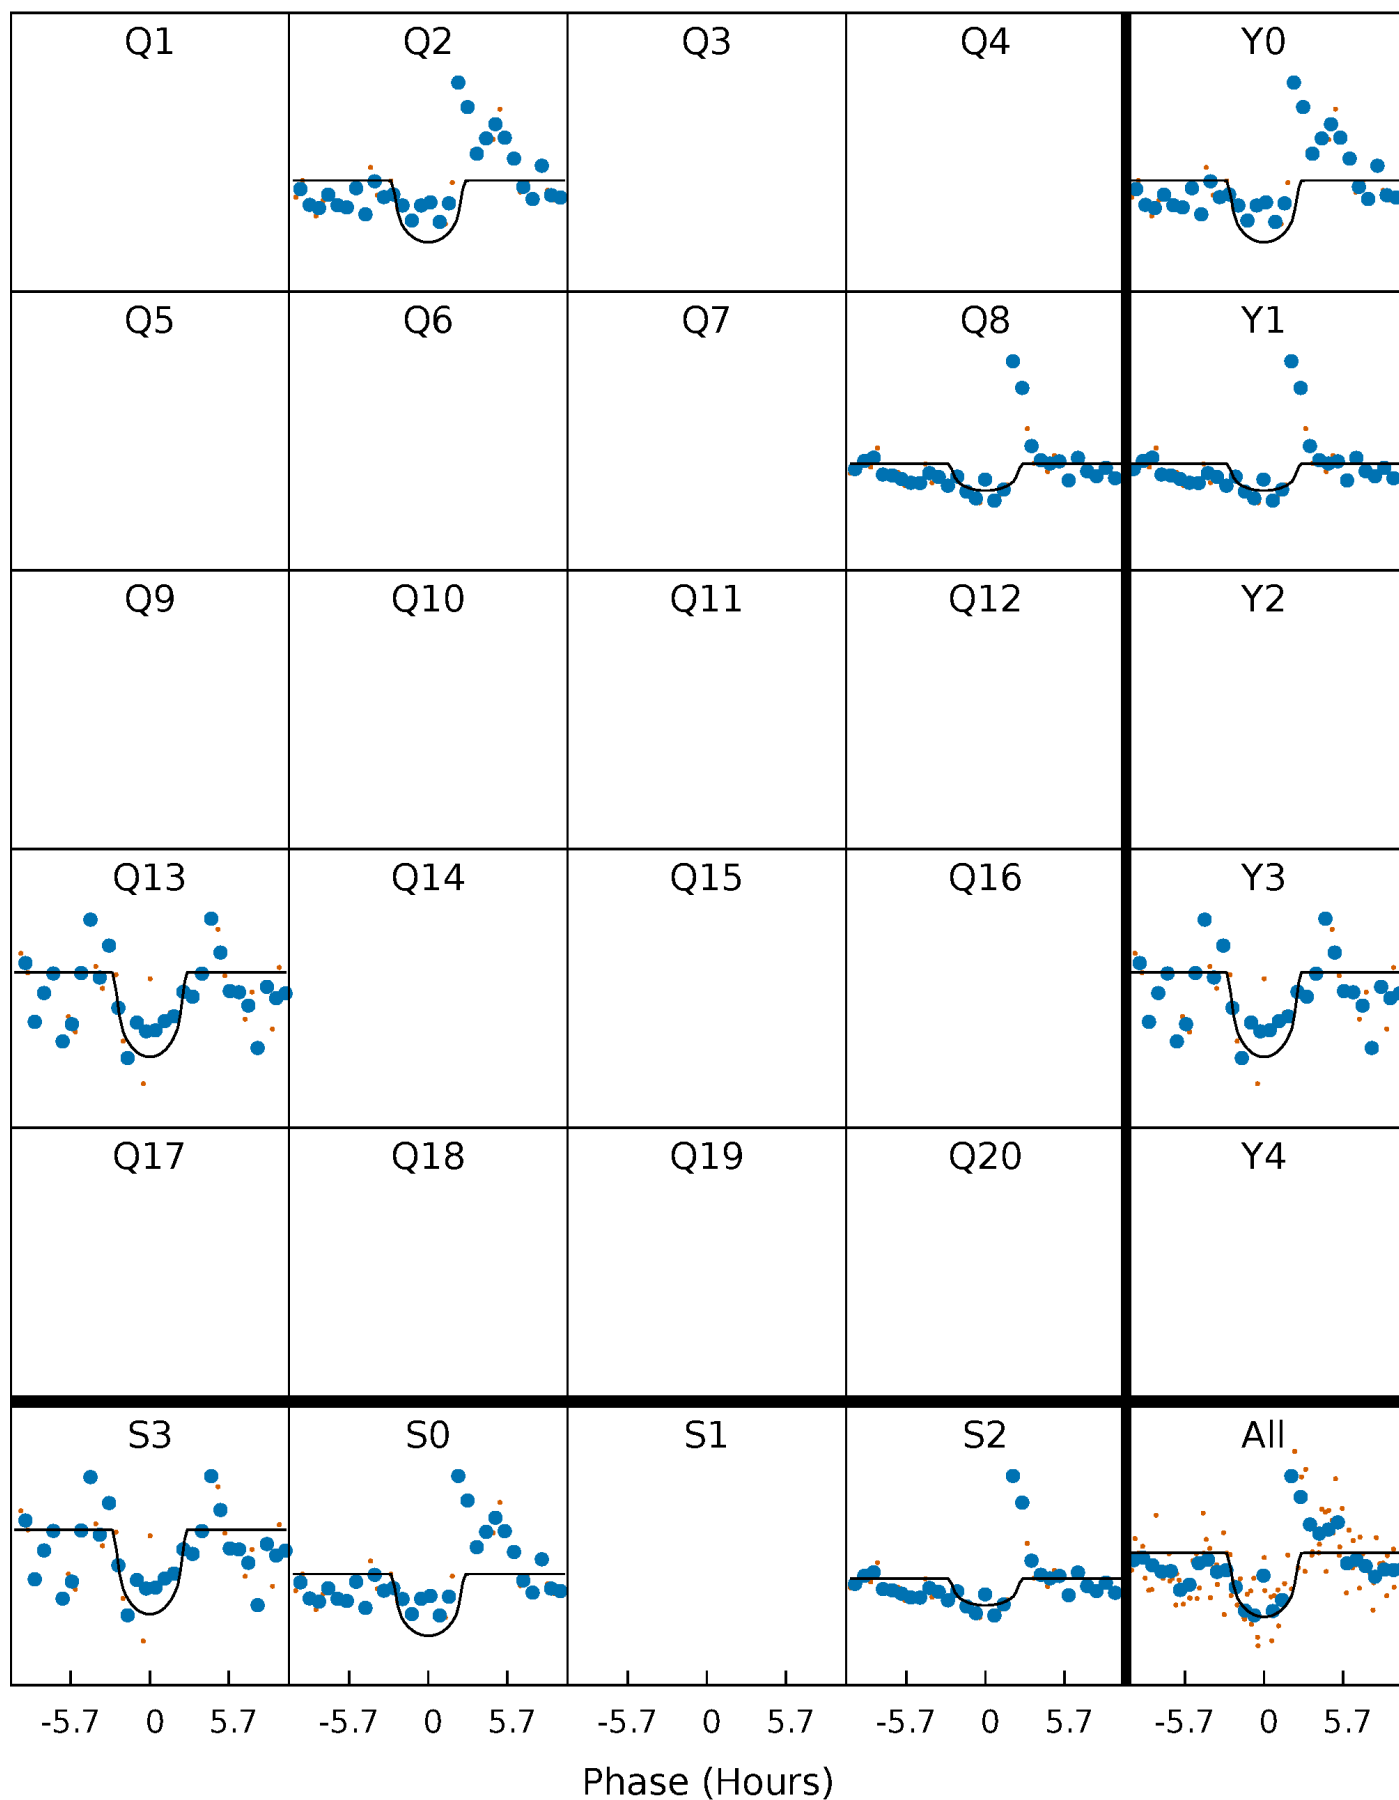 Q1 Q2 Q3 Q4 Y0
Q5 Q6 Q7 Q8 Y1
Q9 Q10 Q11 Q12 Y2
Q13 Q14 Q15 Q16 Y3
Q17 Q18 Q19 Q20 Y4
S3 S0 S1 S2 All
-5.7 0 5.7 -5.7 0 5.7 -5.7 0 5.7 -5.7 0 5.7 -5.7 0 5.7
Phase (Hours)